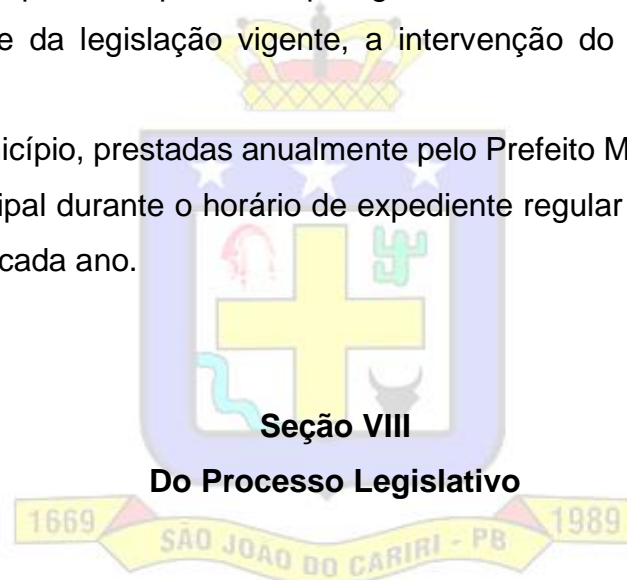 e da legislação vigente, a intervenção do
icípio, prestadas anualmente pelo Prefeito M
ipal durante o horário de expediente regular
cada ano.
Seção VIII
Do Processo Legislativo
1669 SÃO JOÃO DO CARIRI - PB 1989